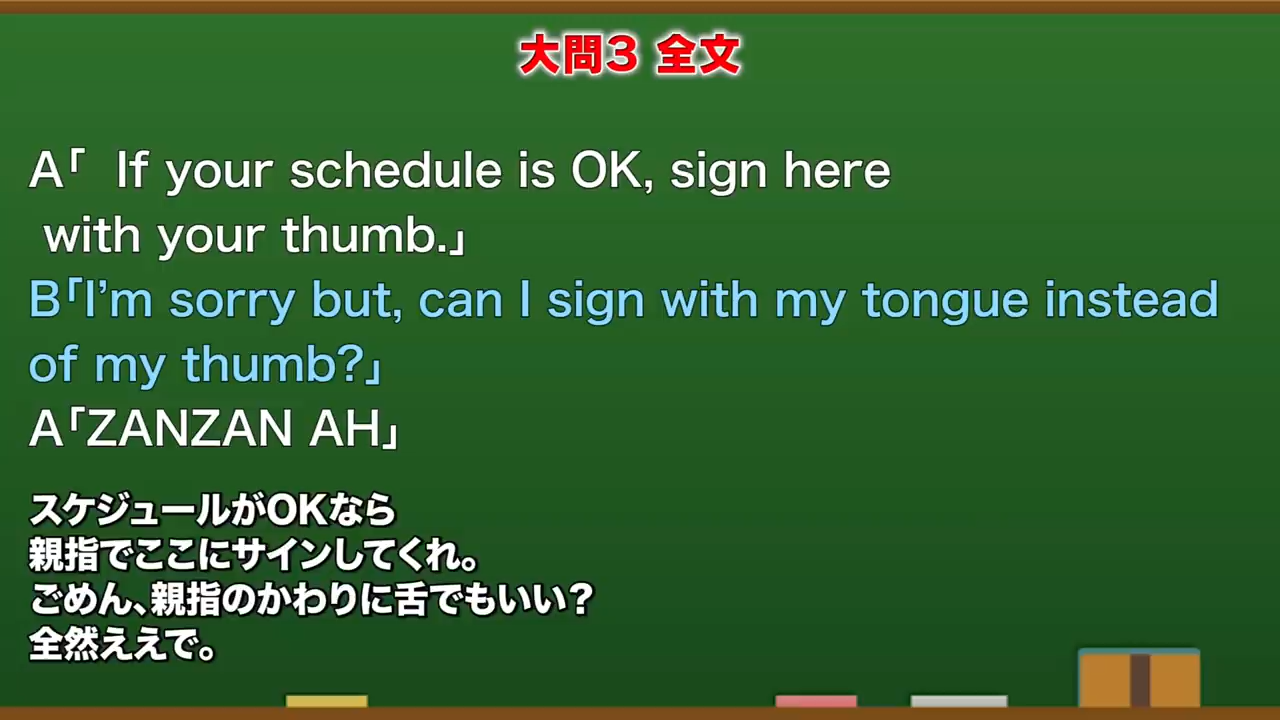 大問3 全文
A「 If your schedule is OK, sign here
with your thumb.」
B「I’m sorry but, can I sign with my tongue instead
of my thumb?」
A「ZANZAN AH」
スケジュールがOKなら
親指でここにサインしてくれ。
ごめん、親指のかわりに舌でもいい？
全然ええで。